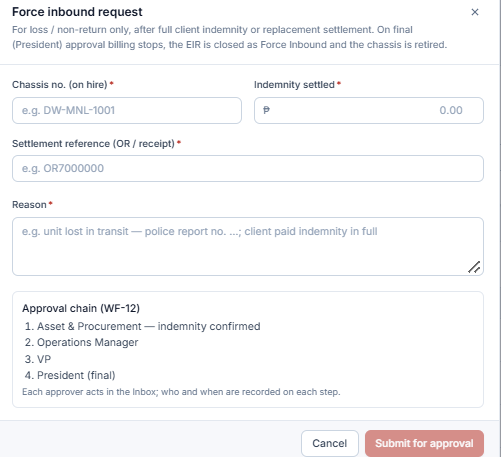 Force inbound request
×
For loss / non-return only, after full client indemnity or replacement settlement. On final
(President) approval billing stops, the EIR is closed as Force Inbound and the chassis is retired.
Chassis no. (on hire) * Indemnity settled *
e.g. DW-MNL-1001 ₱ 0.00
Settlement reference (OR / receipt) *
e.g. OR7000000
Reason *
e.g. unit lost in transit — police report no. ...; client paid indemnity in full
Approval chain (WF-12)
1. Asset & Procurement — indemnity confirmed
2. Operations Manager
3. VP
4. President (final)
Each approver acts in the Inbox; who and when are recorded on each step.
Cancel Submit for approval